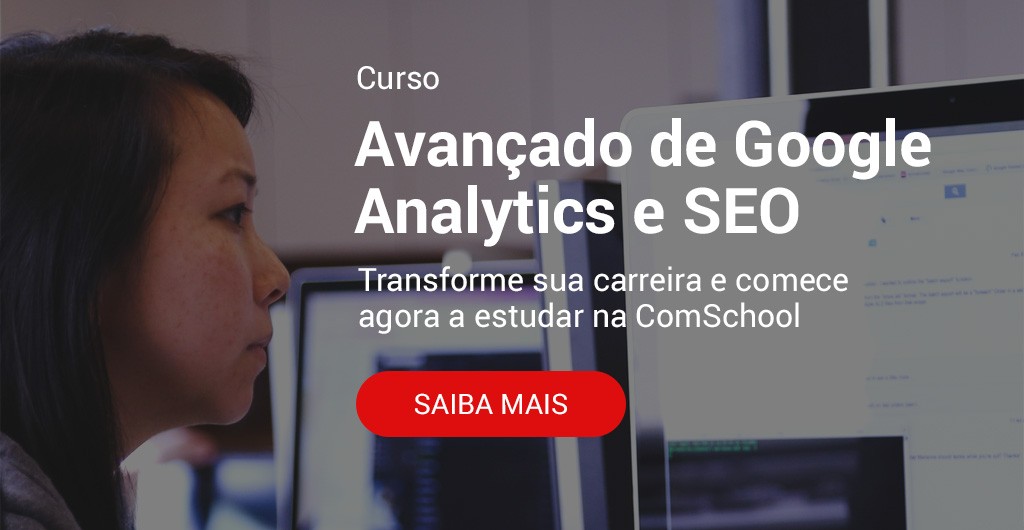 Curso
Avançado de Google
Analytics e SEO
Transforme sua carreira e comece
agora a estudar na ComSchool
SAIBA MAIS